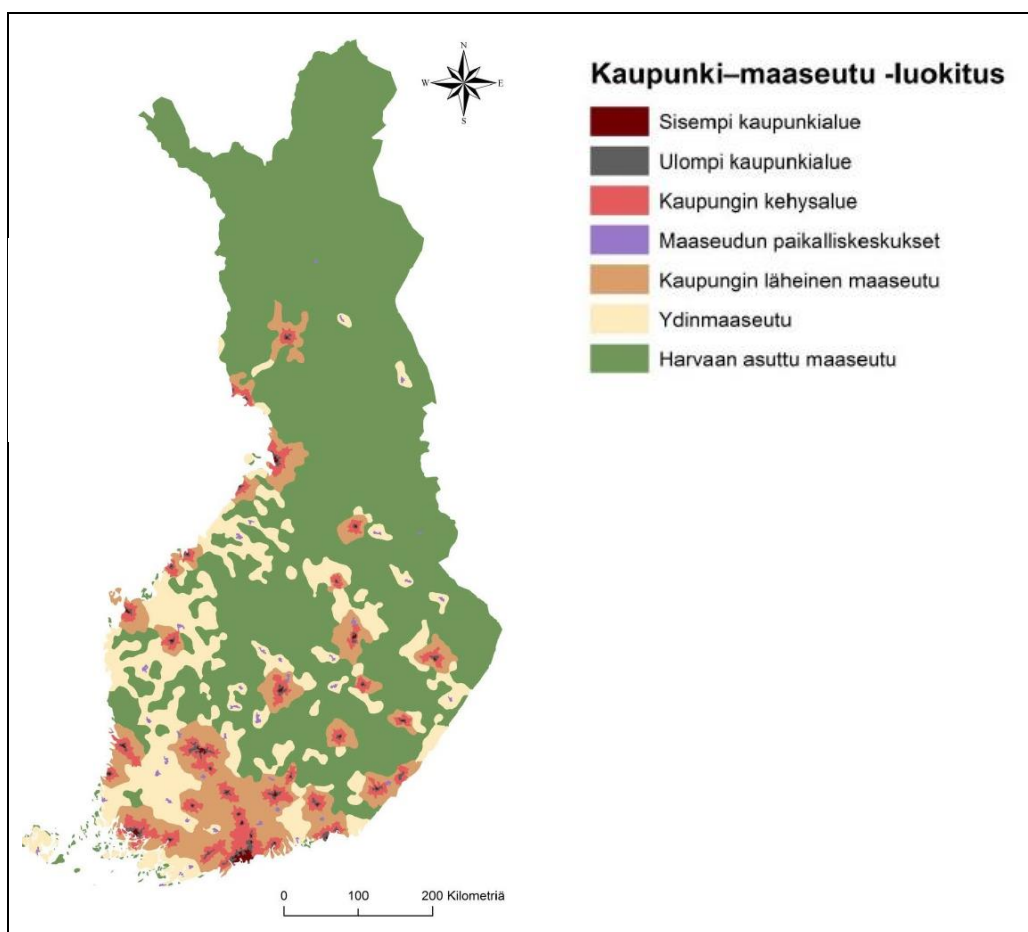 N
W E
S
Kaupunki–maaseutu -luokitus
Sisempi kaupunkialue
Ulompi kaupunkialue
Kaupungin kehysalue
Maaseudun paikalliskeskukset
Kaupungin läheinen maaseutu
Ydinmaaseutu
Harvaan asuttu maaseutu
0 100 200 Kilometriä